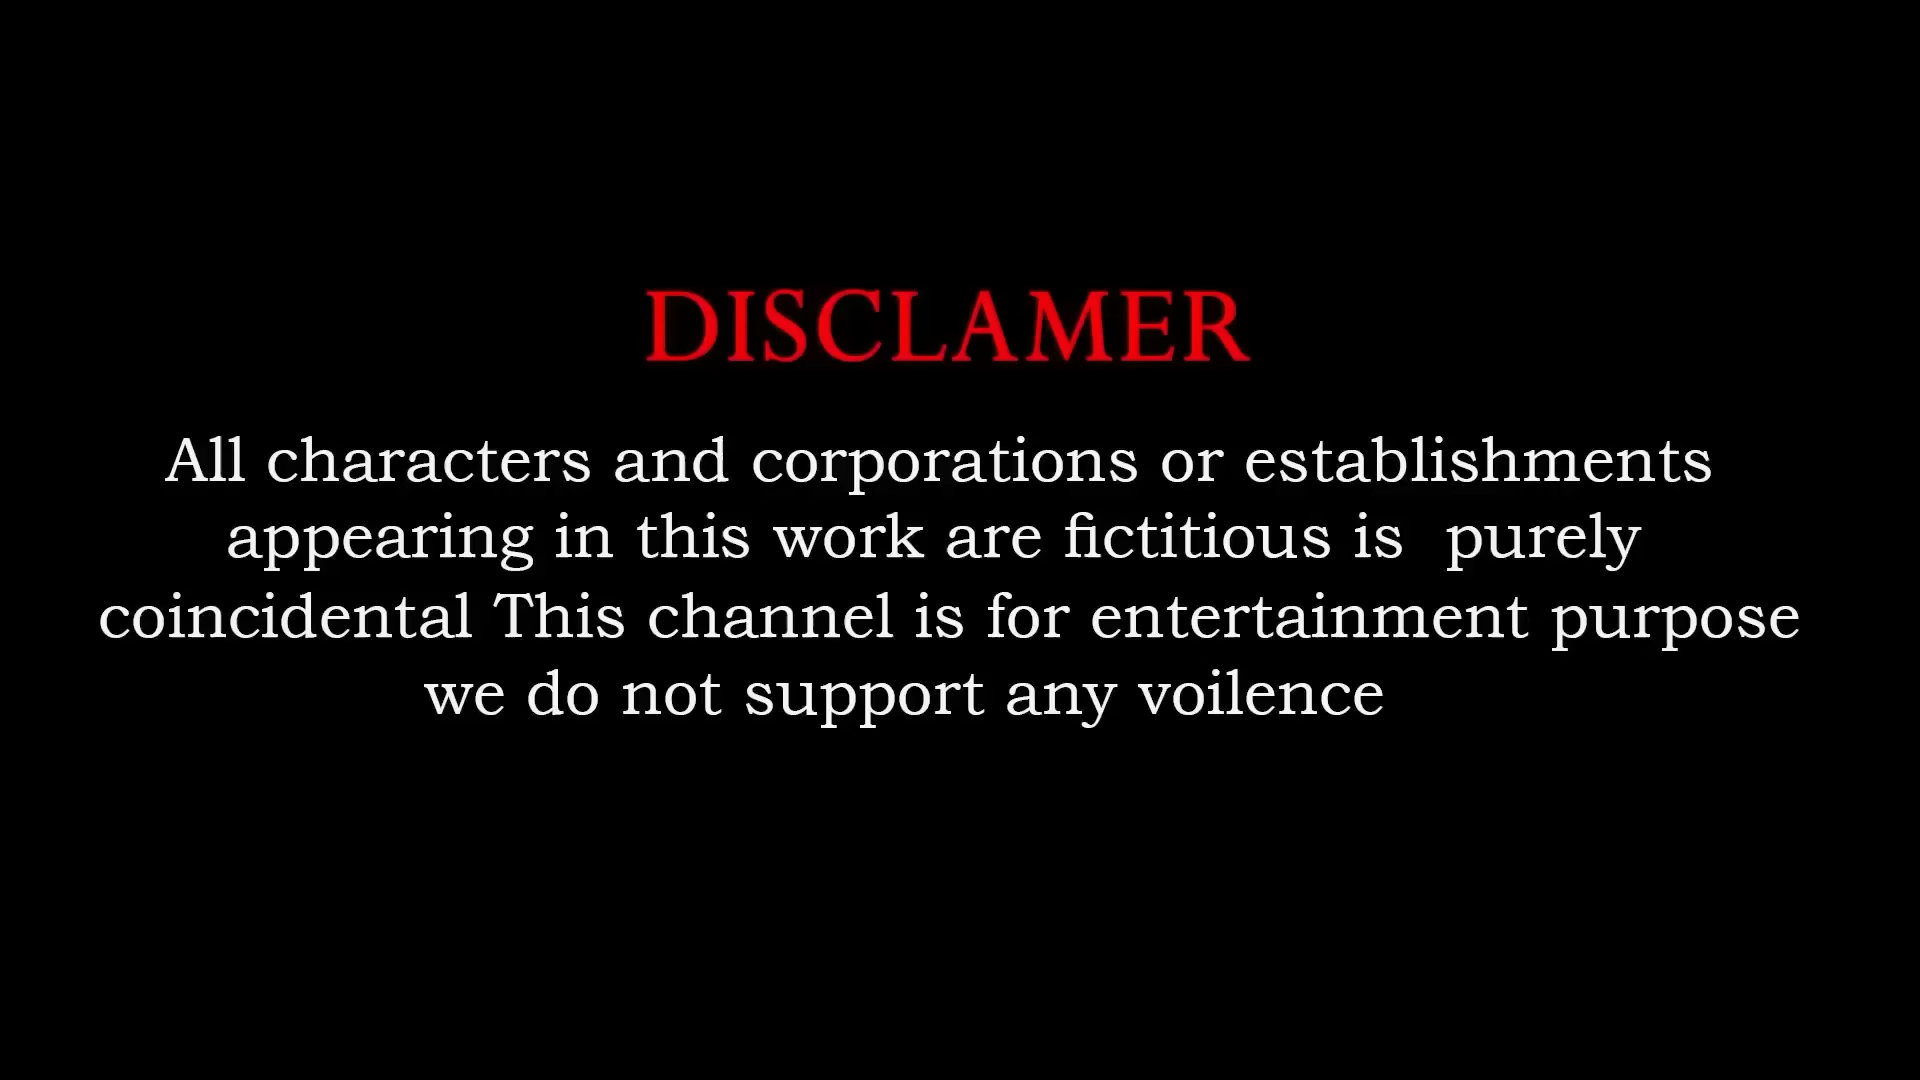 DISCLAMER
All characters and corporations or establishments
appearing in this work are fictitious is  purely
coincidental This channel is for entertainment purpose
we do not support any voilence